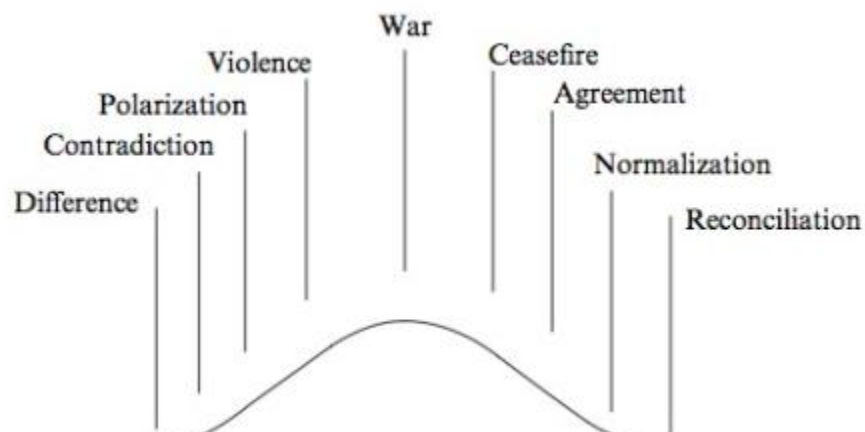 War
Violence
Ceasefire
Polarization
Agreement
Contradiction
Normalization
Difference
Reconciliation